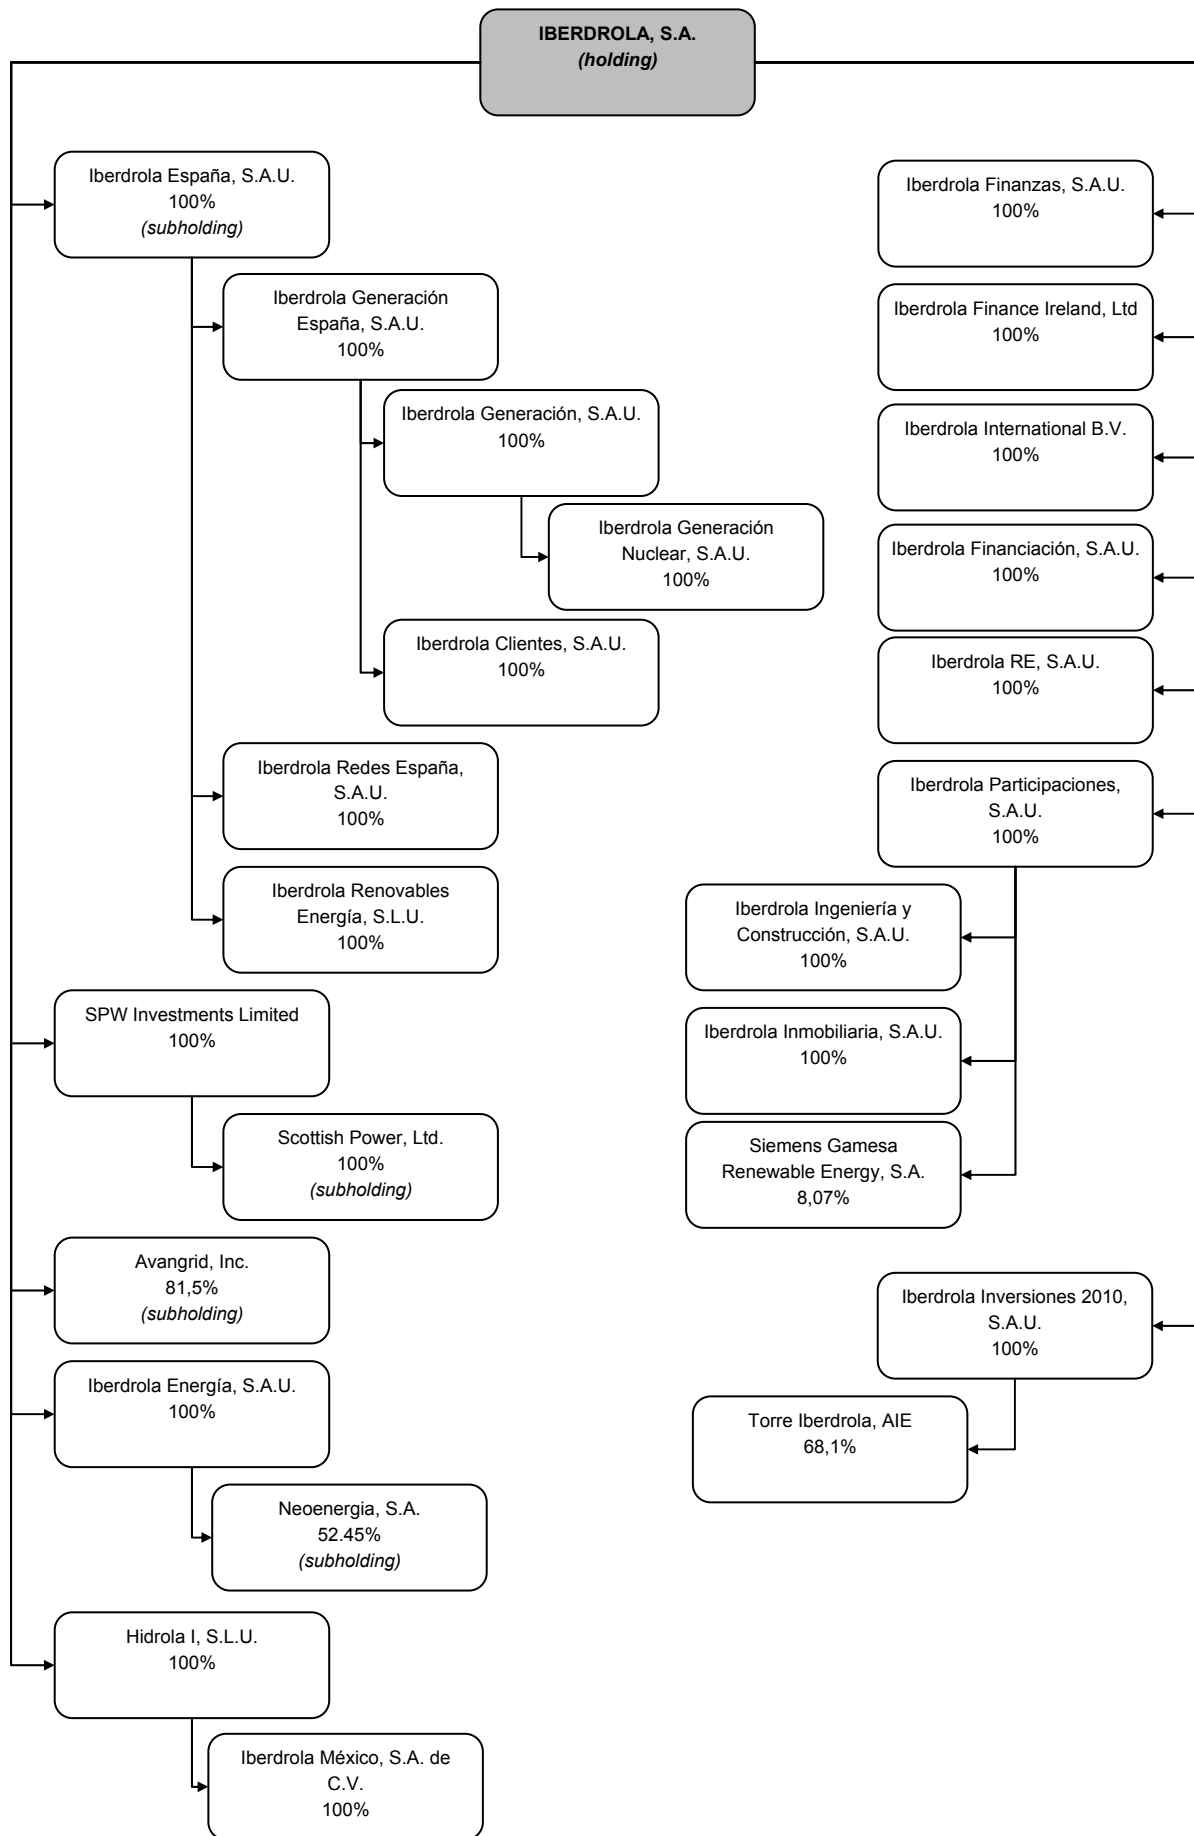 IBERDROLA, S.A.
(holding)
Iberdrola España, S.A.U.
100%
(subholding)
Iberdrola Generación
España, S.A.U.
100%
Iberdrola Generación, S.A.U.
100%
Iberdrola Generación
Nuclear, S.A.U.
100%
Iberdrola Clientes, S.A.U.
100%
Iberdrola Redes España,
S.A.U.
100%
Iberdrola Renovables
Energía, S.L.U.
100%
SPW Investments Limited
100%
Scottish Power, Ltd.
100%
(subholding)
Avangrid, Inc.
81,5%
(subholding)
Iberdrola Energía, S.A.U.
100%
Neoenergia, S.A.
52.45%
(subholding)
Hidrola I, S.L.U.
100%
Iberdrola México, S.A. de
C.V.
100%
Iberdrola Finanzas, S.A.U.
100%
Iberdrola Finance Ireland, Ltd
100%
Iberdrola International B.V.
100%
Iberdrola Financiación, S.A.U.
100%
Iberdrola RE, S.A.U.
100%
Iberdrola Participaciones,
S.A.U.
100%
Iberdrola Ingeniería y
Construcción, S.A.U.
100%
Iberdrola Inmobiliaria, S.A.U.
100%
Siemens Gamesa
Renewable Energy, S.A.
8,07%
Iberdrola Inversiones 2010,
S.A.U.
100%
Torre Iberdrola, AIE
68,1%